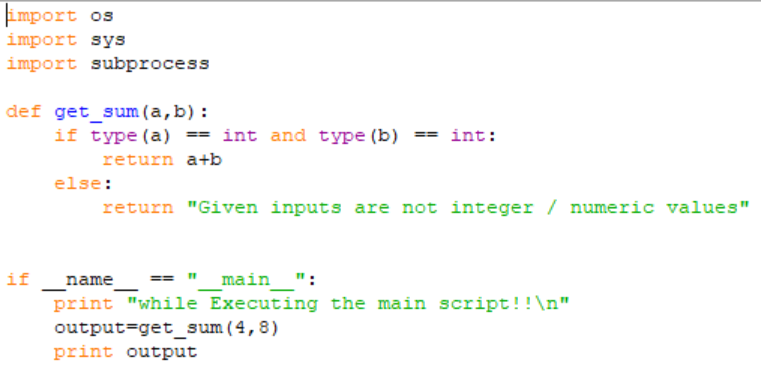 import os
import sys
import subprocess

def get_sum(a,b):
    if type(a) == int and type(b) == int:
        return a+b
    else:
        return "Given inputs are not integer / numeric values"


if __name__ == "__main__":
    print "while Executing the main script!!\n"
    output=get_sum(4,8)
    print output